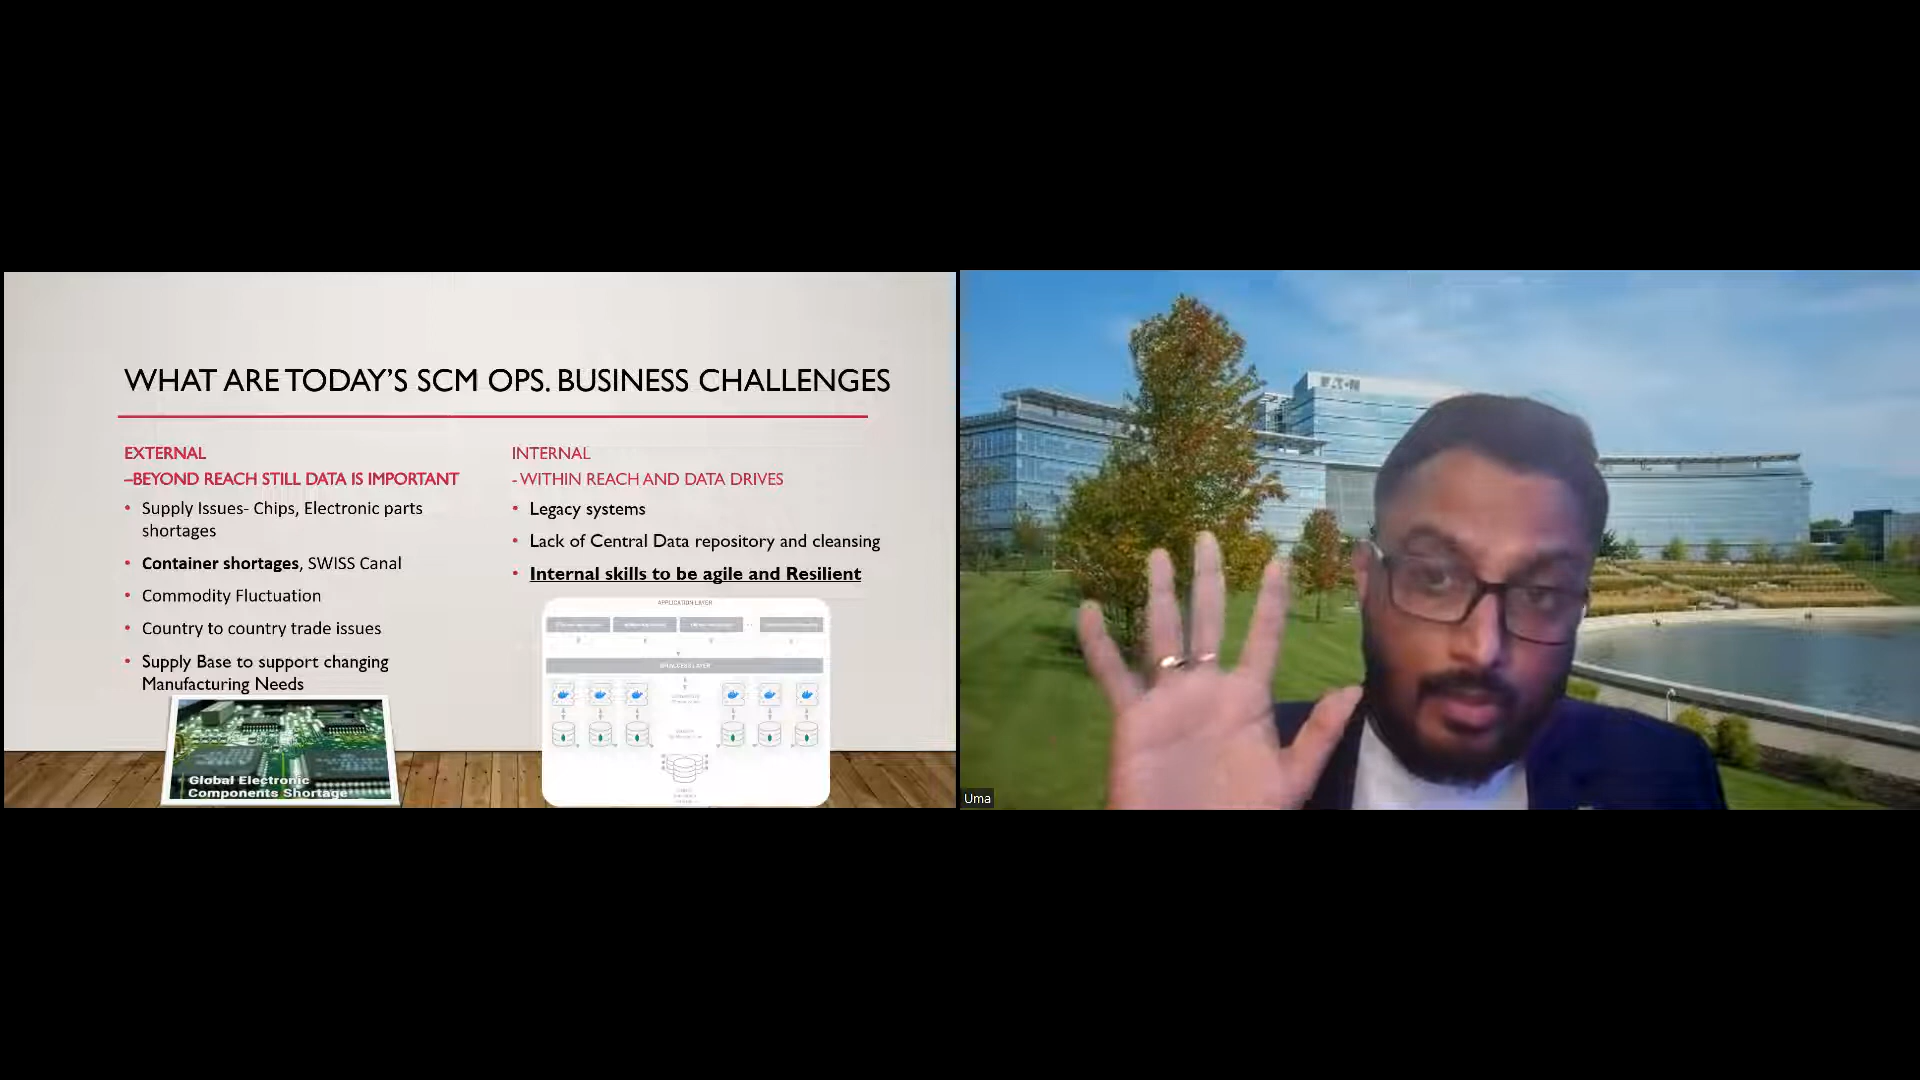 WHAT ARE TODAY'S SCM OPS. BUSINESS CHALLENGES
EXTERNAL
–BEYOND REACH STILL DATA IS IMPORTANT
• Supply Issues- Chips, Electronic parts
shortages
• Container shortages, SWISS Canal
• Commodity Fluctuation
• Country to country trade issues
• Supply Base to support changing
Manufacturing Needs
Global Electronic
Components Shortage
INTERNAL
- WITHIN REACH AND DATA DRIVES
• Legacy systems
• Lack of Central Data repository and cleansing
• Internal skills to be agile and Resilient
APPLICATION LAYER
EATON
Uma